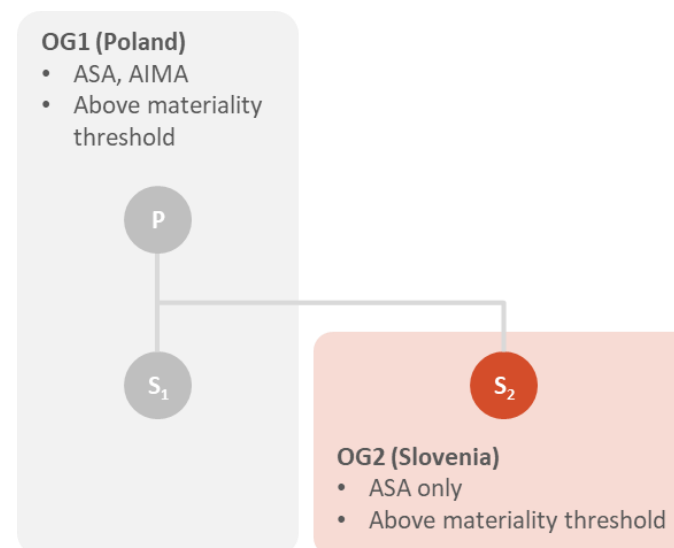 OG1 (Poland)
• ASA, AIMA
• Above materiality
threshold
P
S₁
S₂
OG2 (Slovenia)
• ASA only
• Above materiality threshold